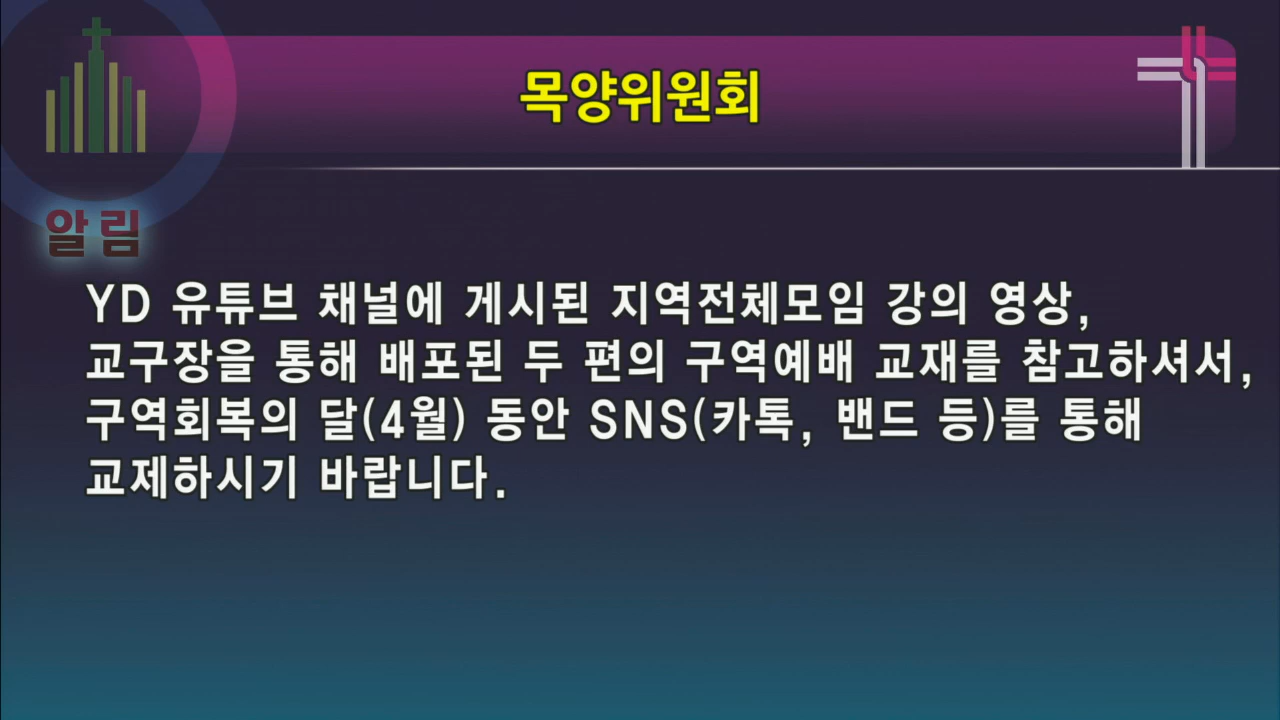 목양위원회
알림
YD 유튜브 채널에 게시된 지역전체모임 강의 영상,
교구장을 통해 배포된 두 편의 구역예배 교재를 참고하셔서,
구역회복의 달(4월) 동안 SNS(카톡, 밴드 등)를 통해
교제하시기 바랍니다.